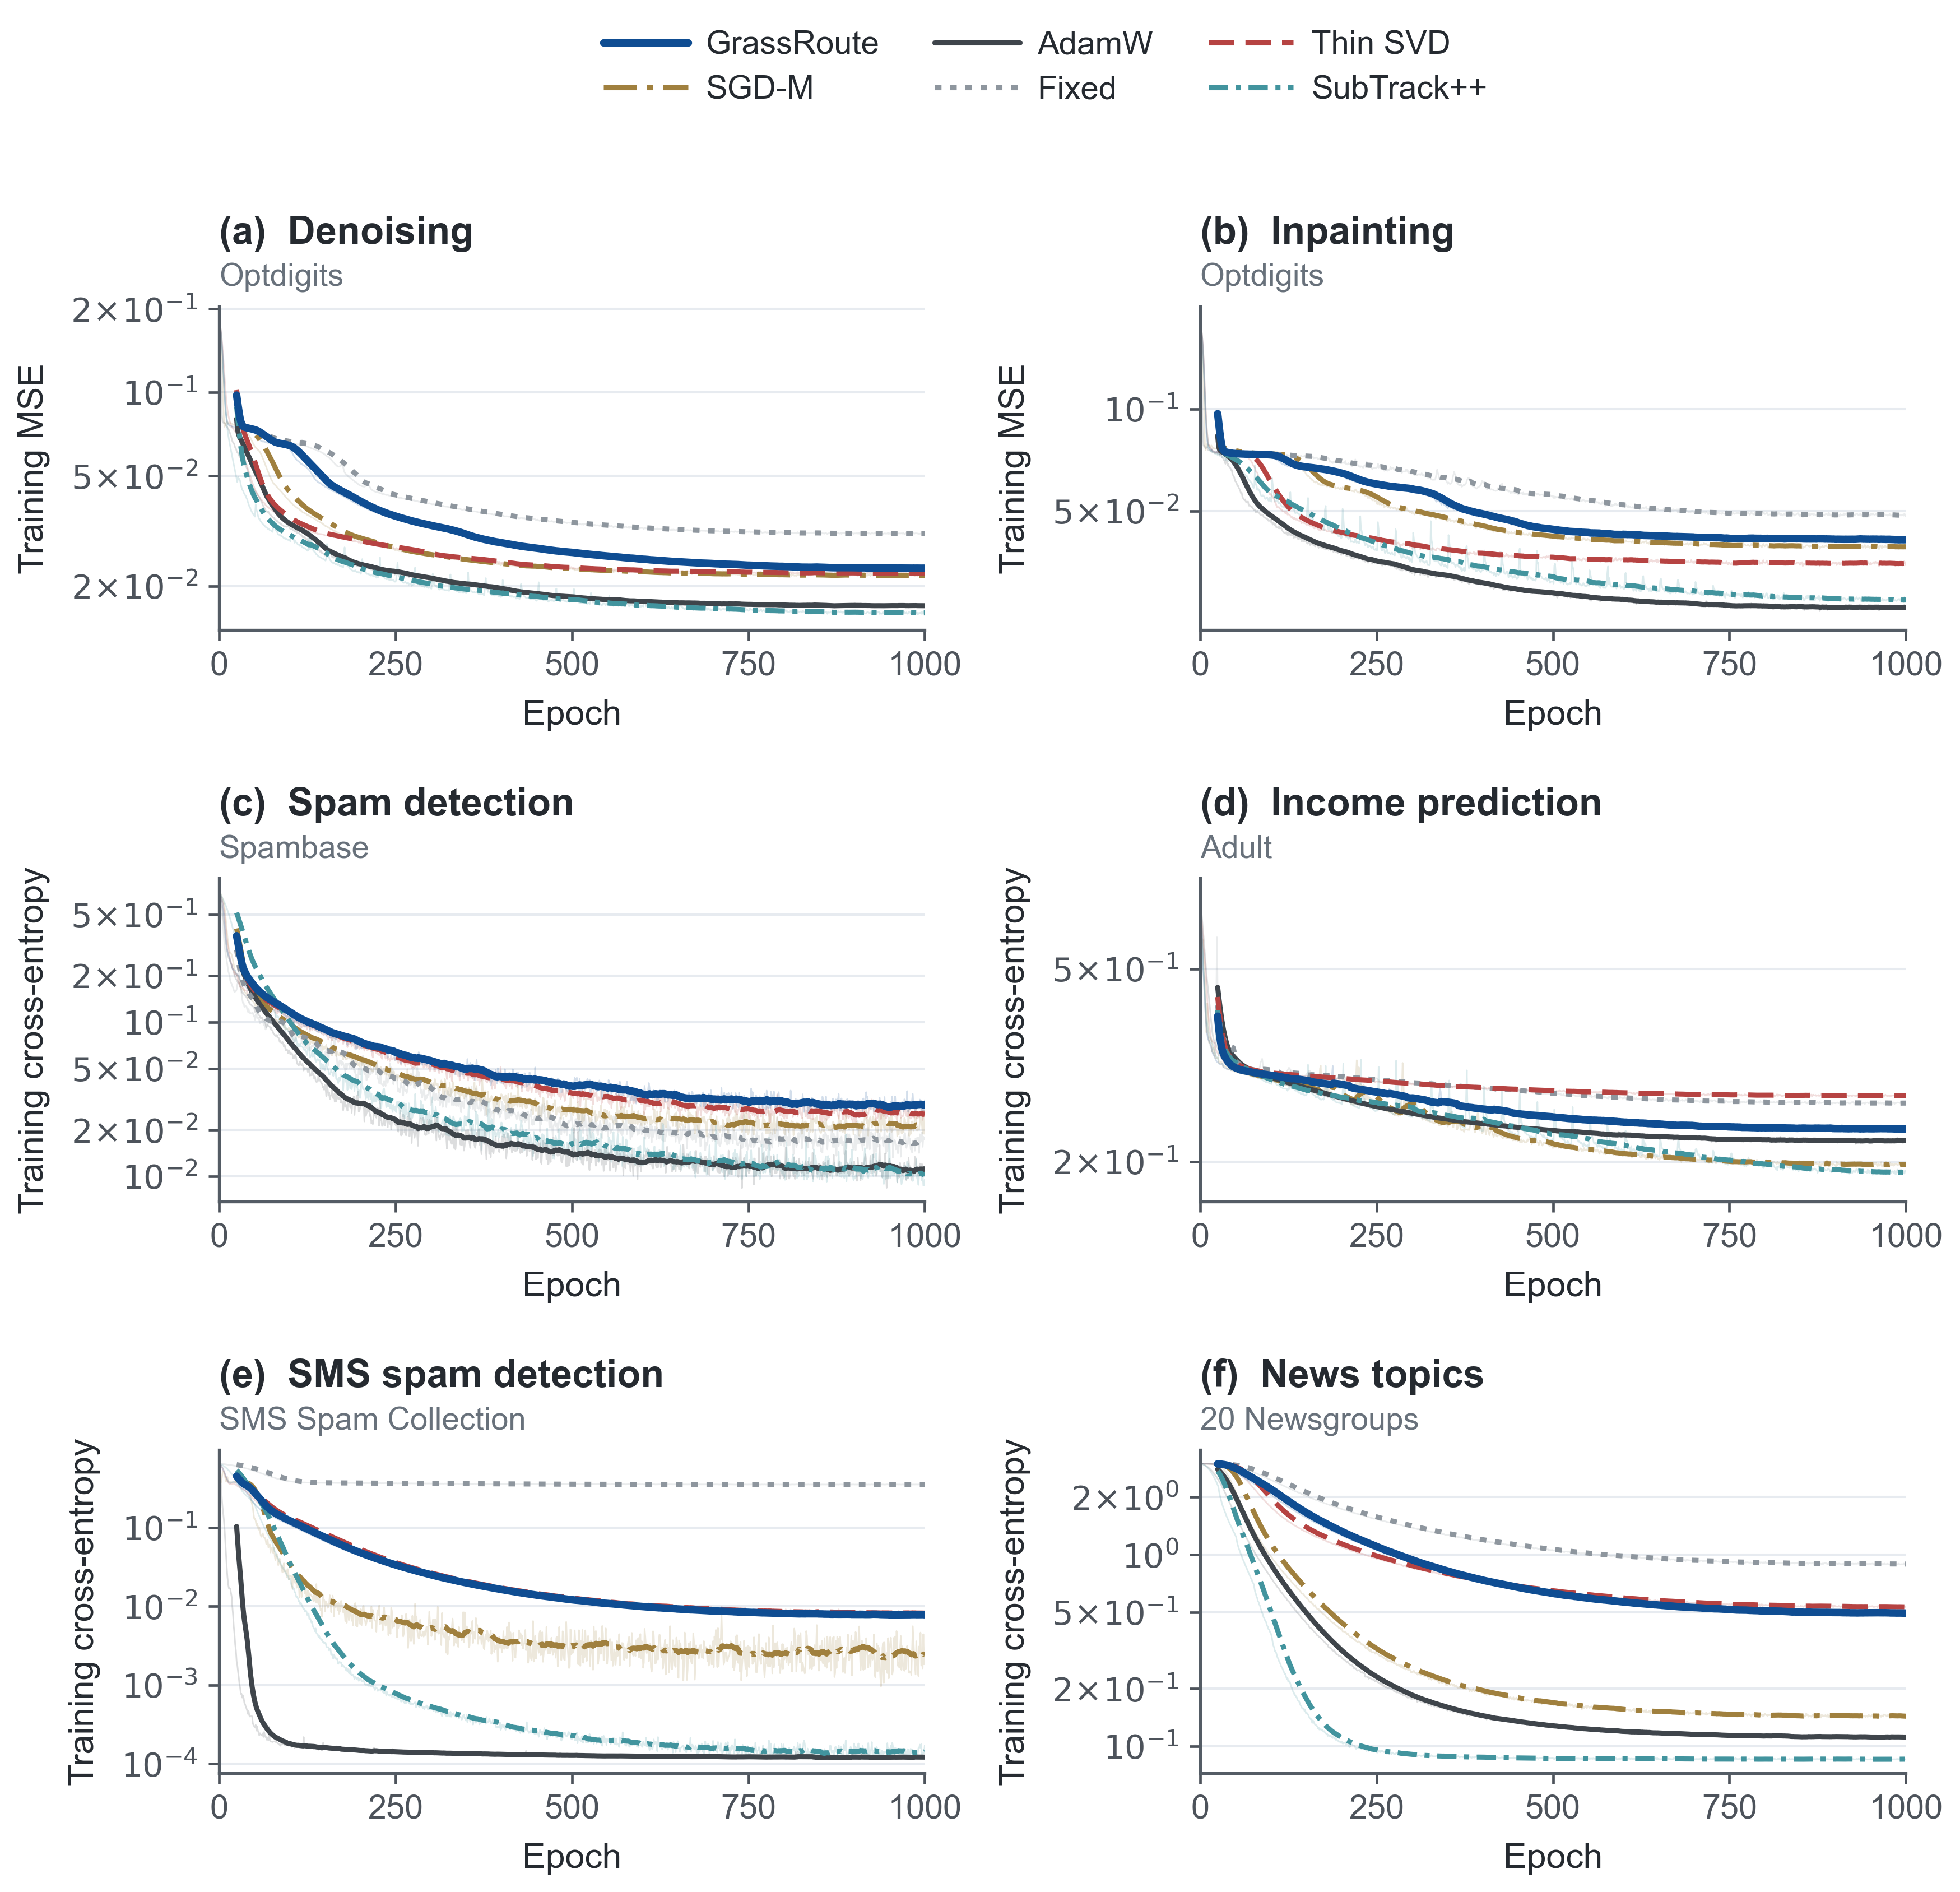 GrassRoute AdamW Thin SVD
SGD-M Fixed SubTrack++
(a) Denoising
Optdigits
Training MSE
2×10⁻¹
10⁻¹
5×10⁻²
2×10⁻²
0 250 500 750 1000
Epoch
(b) Inpainting
Optdigits
Training MSE
10⁻¹
5×10⁻²
0 250 500 750 1000
Epoch
(c) Spam detection
Spambase
Training cross-entropy
5×10⁻¹
2×10⁻¹
10⁻¹
5×10⁻²
2×10⁻²
10⁻²
0 250 500 750 1000
Epoch
(d) Income prediction
Adult
Training cross-entropy
5×10⁻¹
2×10⁻¹
0 250 500 750 1000
Epoch
(e) SMS spam detection
SMS Spam Collection
Training cross-entropy
10⁻¹
10⁻²
10⁻³
10⁻⁴
0 250 500 750 1000
Epoch
(f) News topics
20 Newsgroups
Training cross-entropy
2×10⁰
10⁰
5×10⁻¹
2×10⁻¹
10⁻¹
0 250 500 750 1000
Epoch